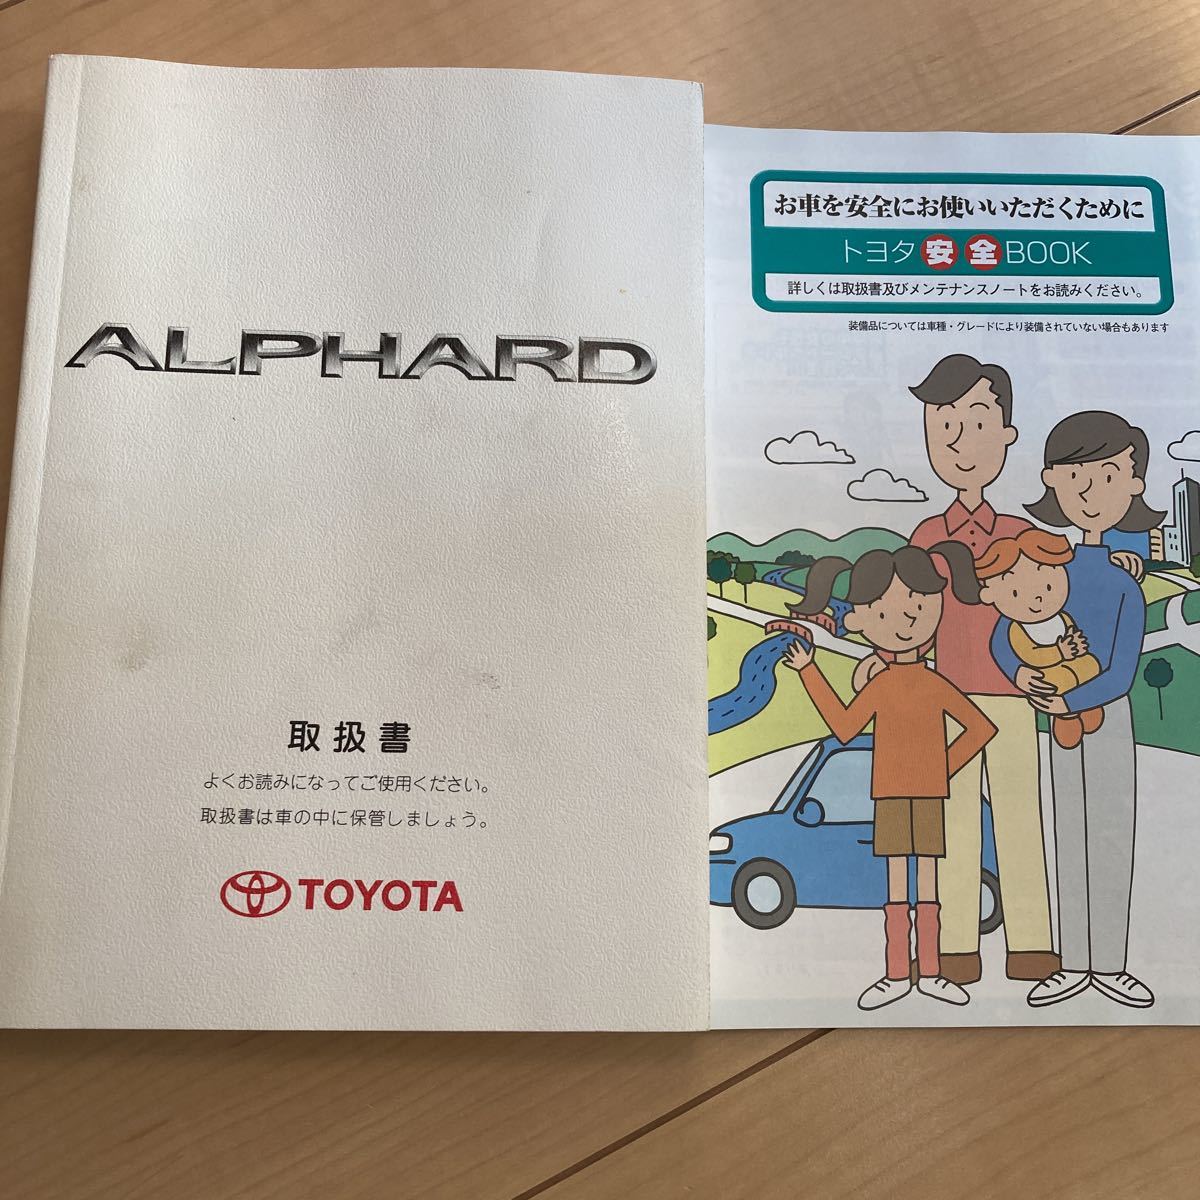 ALPHARD
取扱書
よくお読みになってご使用ください。
取扱書は車の中に保管しましょう。
TOYOTA
お車を安全にお使いいただくために
トヨタ安全BOOK
詳しくは取扱書及びメンテナンスノートをお読みください。
装備品については車種・グレードにより装備されていない場合もあります